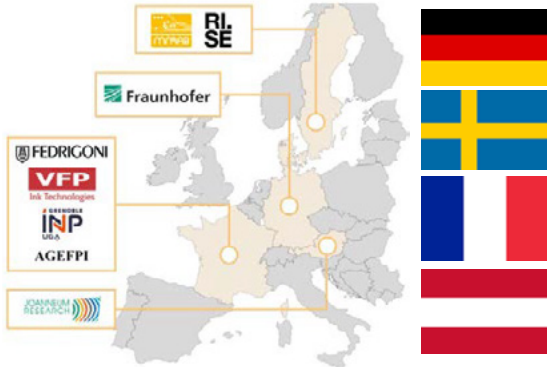 RI.
SE
Fraunhofer
FEDRIGONI
VFP
Ink Technologies
GRENOBLE
INP
UGA
AGEFPI
JOANNEUM
RESEARCH